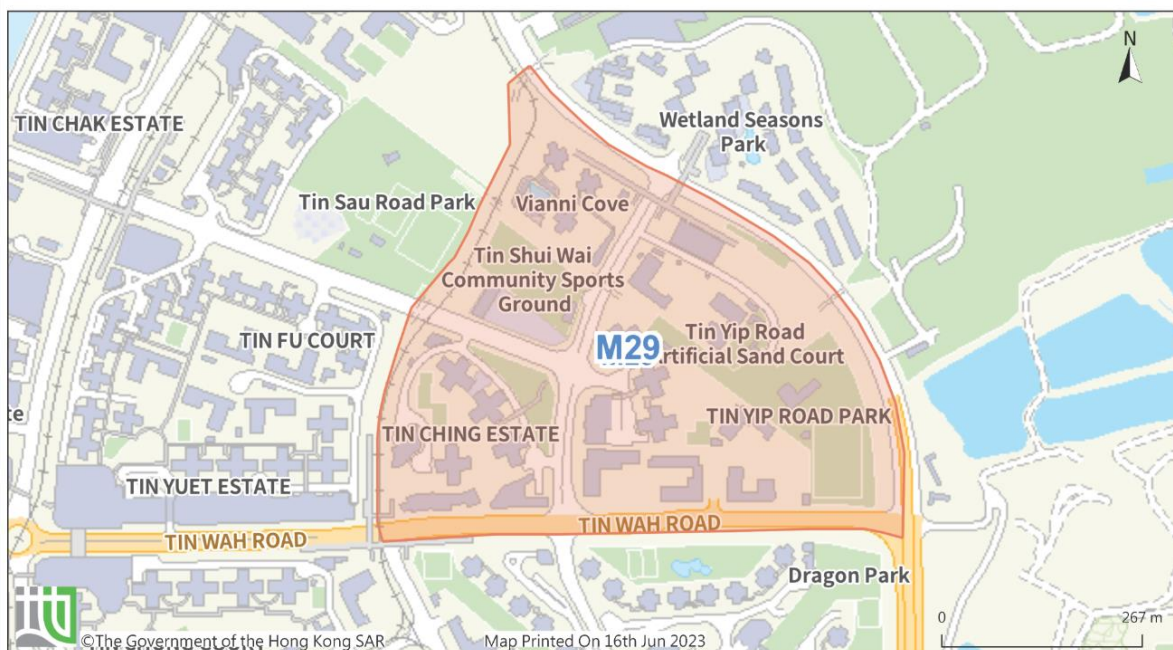 N
TIN CHAK ESTATE
Wetland Seasons
Park
Tin Sau Road Park
Vianni Cove
Tin Shui Wai
Community Sports
Ground
TIN FU COURT
M29
Tin Yip Road
Artificial Sand Court
te
TIN CHING ESTATE
TIN YIP ROAD PARK
TIN YUET ESTATE
TIN WAH ROAD
TIN WAH ROAD
Dragon Park
0
267 m
©The Government of the Hong Kong SAR
Map Printed On 16th Jun 2023